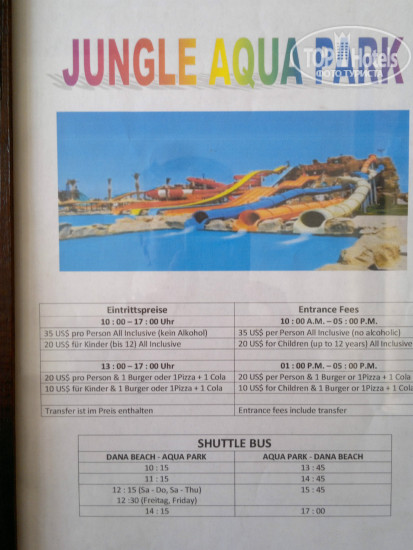 JUNGLE AQUA PARK
TopHotels
ФОТО ТУРИСТА
Eintrittspreise Entrance Fees
10 : 00 – 17 : 00 Uhr 10 : 00 A.M. – 05 : 00 P.M.
35 US$ pro Person All Inclusive (kein Alkohol) 35 US$ per Person All Inclusive (no alcoholic)
20 US$ für Kinder (bis 12) All Inclusive 20 US$ for Children (up to 12 years) All Inclusive
13 : 00 – 17 : 00 Uhr 01 : 00 P.M. – 05 : 00 P.M.
20 US$ pro Person & 1 Burger oder 1Pizza + 1 Cola 20 US$ per Person & 1 Burger or 1Pizza + 1 Cola
10 US$ für Kinder & 1 Burger oder 1Pizza + 1 Cola 10 US$ for Children & 1 Burger or 1Pizza + 1 Cola
Transfer ist im Preis enthalten Entrance fees include transfer
SHUTTLE BUS
DANA BEACH - AQUA PARK AQUA PARK - DANA BEACH
10 : 15 13 : 45
11 : 15 14 : 45
12 : 15 (Sa - Do, Sa - Thu) 15 : 45
12 :30 (Freitag, Friday)
14 : 15 17 : 00